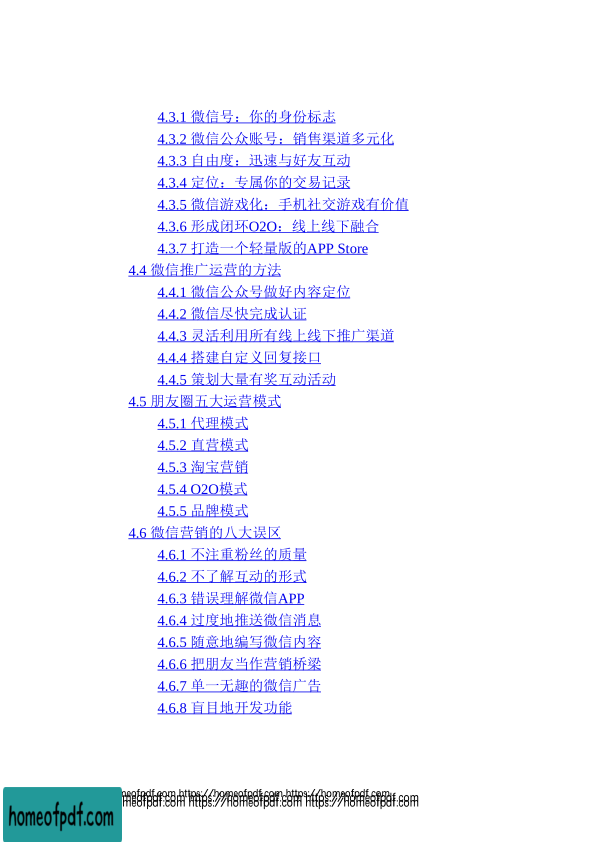 4.3.1 微信号：你的身份标志
4.3.2 微信公众账号：销售渠道多元化
4.3.3 自由度：迅速与好友互动
4.3.4 定位：专属你的交易记录
4.3.5 微信游戏化：手机社交游戏有价值
4.3.6 形成闭环O2O：线上线下融合
4.3.7 打造一个轻量版的APP Store
4.4 微信推广运营的方法
4.4.1 微信公众号做好内容定位
4.4.2 微信尽快完成认证
4.4.3 灵活利用所有线上线下推广渠道
4.4.4 搭建自定义回复接口
4.4.5 策划大量有奖互动活动
4.5 朋友圈五大运营模式
4.5.1 代理模式
4.5.2 直营模式
4.5.3 淘宝营销
4.5.4 O2O模式
4.5.5 品牌模式
4.6 微信营销的八大误区
4.6.1 不注重粉丝的质量
4.6.2 不了解互动的形式
4.6.3 错误理解微信APP
4.6.4 过度地推送微信消息
4.6.5 随意地编写微信内容
4.6.6 把朋友当作营销桥梁
4.6.7 单一无趣的微信广告
4.6.8 盲目地开发功能
https://homeofpdf.com https://homeofpdf.com
https://homeofpdf.com https://homeofpdf.com
homeofpdf.com